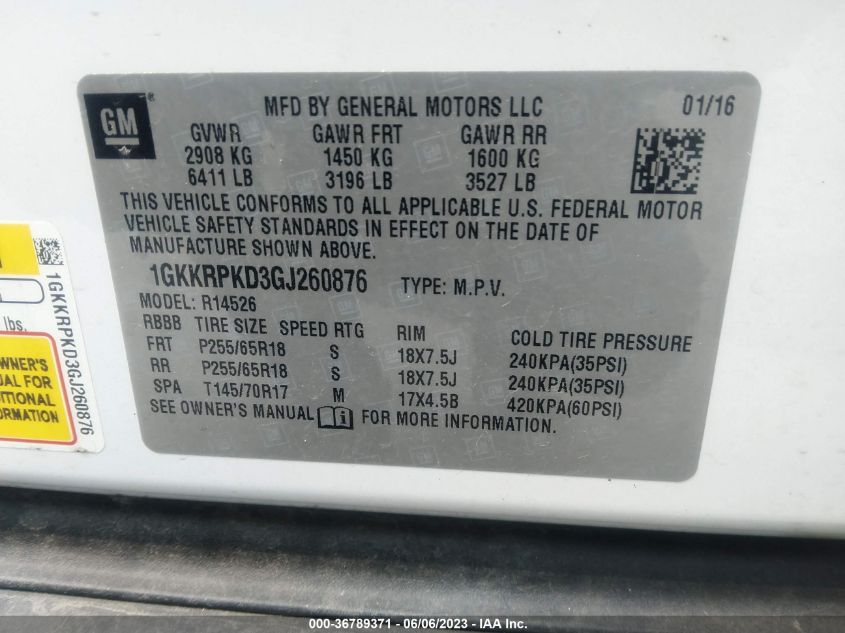 GM
MFD BY GENERAL MOTORS LLC 01/16
GVWR GAWR FRT GAWR RR
2908 KG 1450 KG 1600 KG
6411 LB 3196 LB 3527 LB
THIS VEHICLE CONFORMS TO ALL APPLICABLE U.S. FEDERAL MOTOR
VEHICLE SAFETY STANDARDS IN EFFECT ON THE DATE OF
MANUFACTURE SHOWN ABOVE.
1GKKRPKD3GJ260876 TYPE: M.P.V.
MODEL: R14526
RBBB TIRE SIZE SPEED RTG RIM COLD TIRE PRESSURE
FRT P255/65R18 S 18X7.5J 240KPA(35PSI)
RR P255/65R18 S 18X7.5J 240KPA(35PSI)
SPA T145/70R17 M 17X4.5B 420KPA(60PSI)
SEE OWNER'S MANUAL i FOR MORE INFORMATION.
1GKKRPKD3GJ260876
lbs.
WNER'S
UAL FOR
ITIONAL
ORMATION
000-36789371 - 06/06/2023 - IAA Inc.